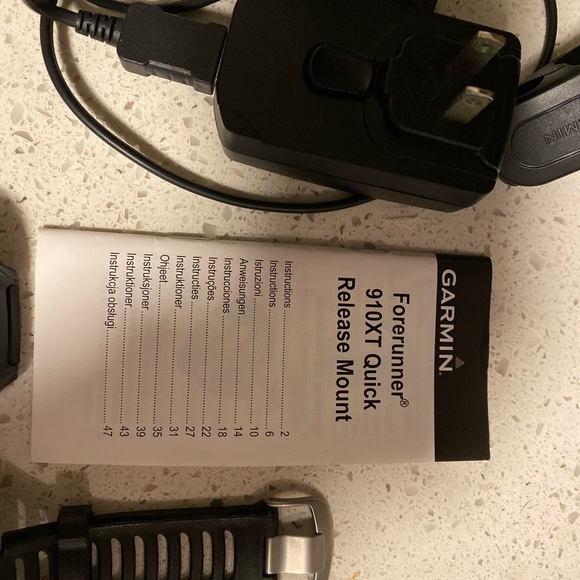 GARMIN
Forerunner®
910XT Quick
Release Mount
Instructions 2
Instructions 6
Istruzioni 10
Anweisungen 14
Instrucciones 18
Instruções 22
Instructies 27
Instruktioner 31
Ohjeet 35
Instruksjoner 39
Instruktioner 43
Instrukcja obsługi 47